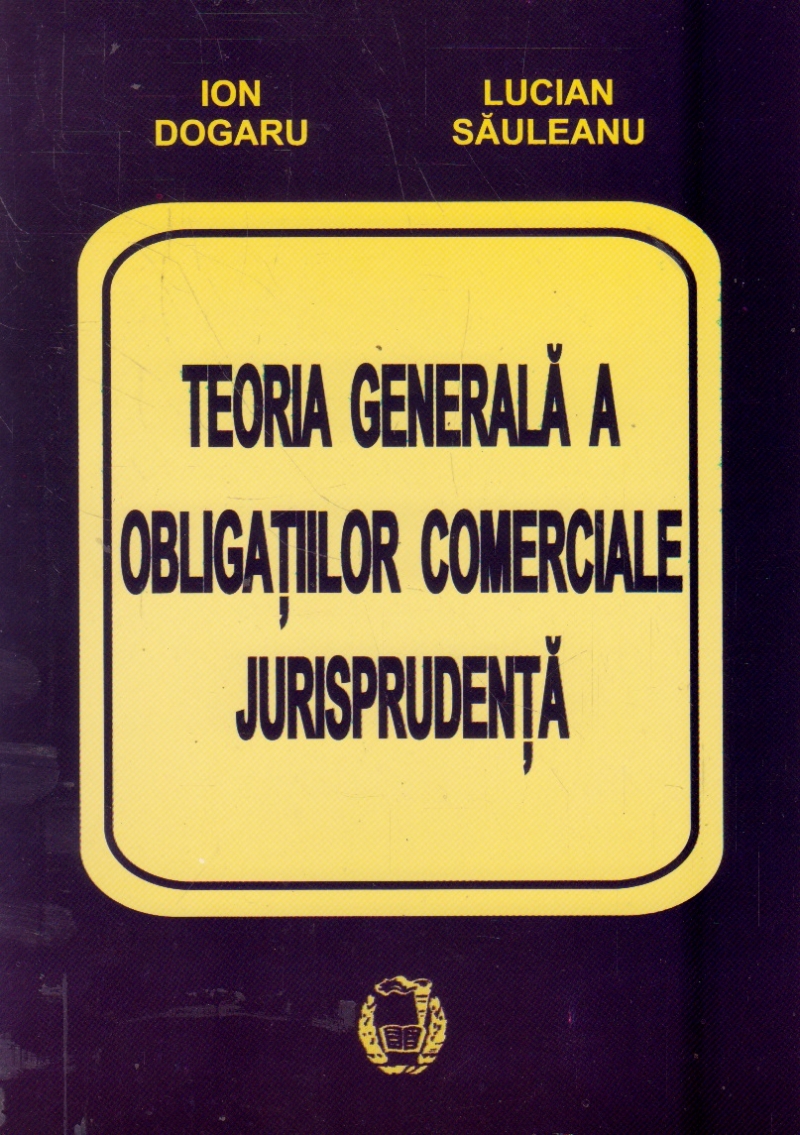 ION
DOGARU
LUCIAN
SĂULEANU
TEORIA GENERALĂ A
OBLIGAȚIILOR COMERCIALE
JURISPRUDENȚĂ